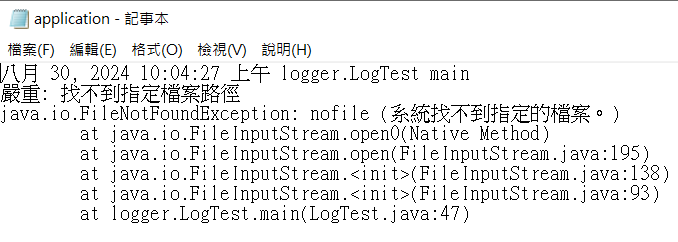 application - 記事本
檔案(F) 編輯(E) 格式(O) 檢視(V) 說明(H)
八月 30, 2024 10:04:27 上午 logger.LogTest main
嚴重: 找不到指定檔案路徑
java.io.FileNotFoundException: nofile (系統找不到指定的檔案。)
at java.io.FileInputStream.open0(Native Method)
at java.io.FileInputStream.open(FileInputStream.java:195)
at java.io.FileInputStream.<init>(FileInputStream.java:138)
at java.io.FileInputStream.<init>(FileInputStream.java:93)
at logger.LogTest.main(LogTest.java:47)